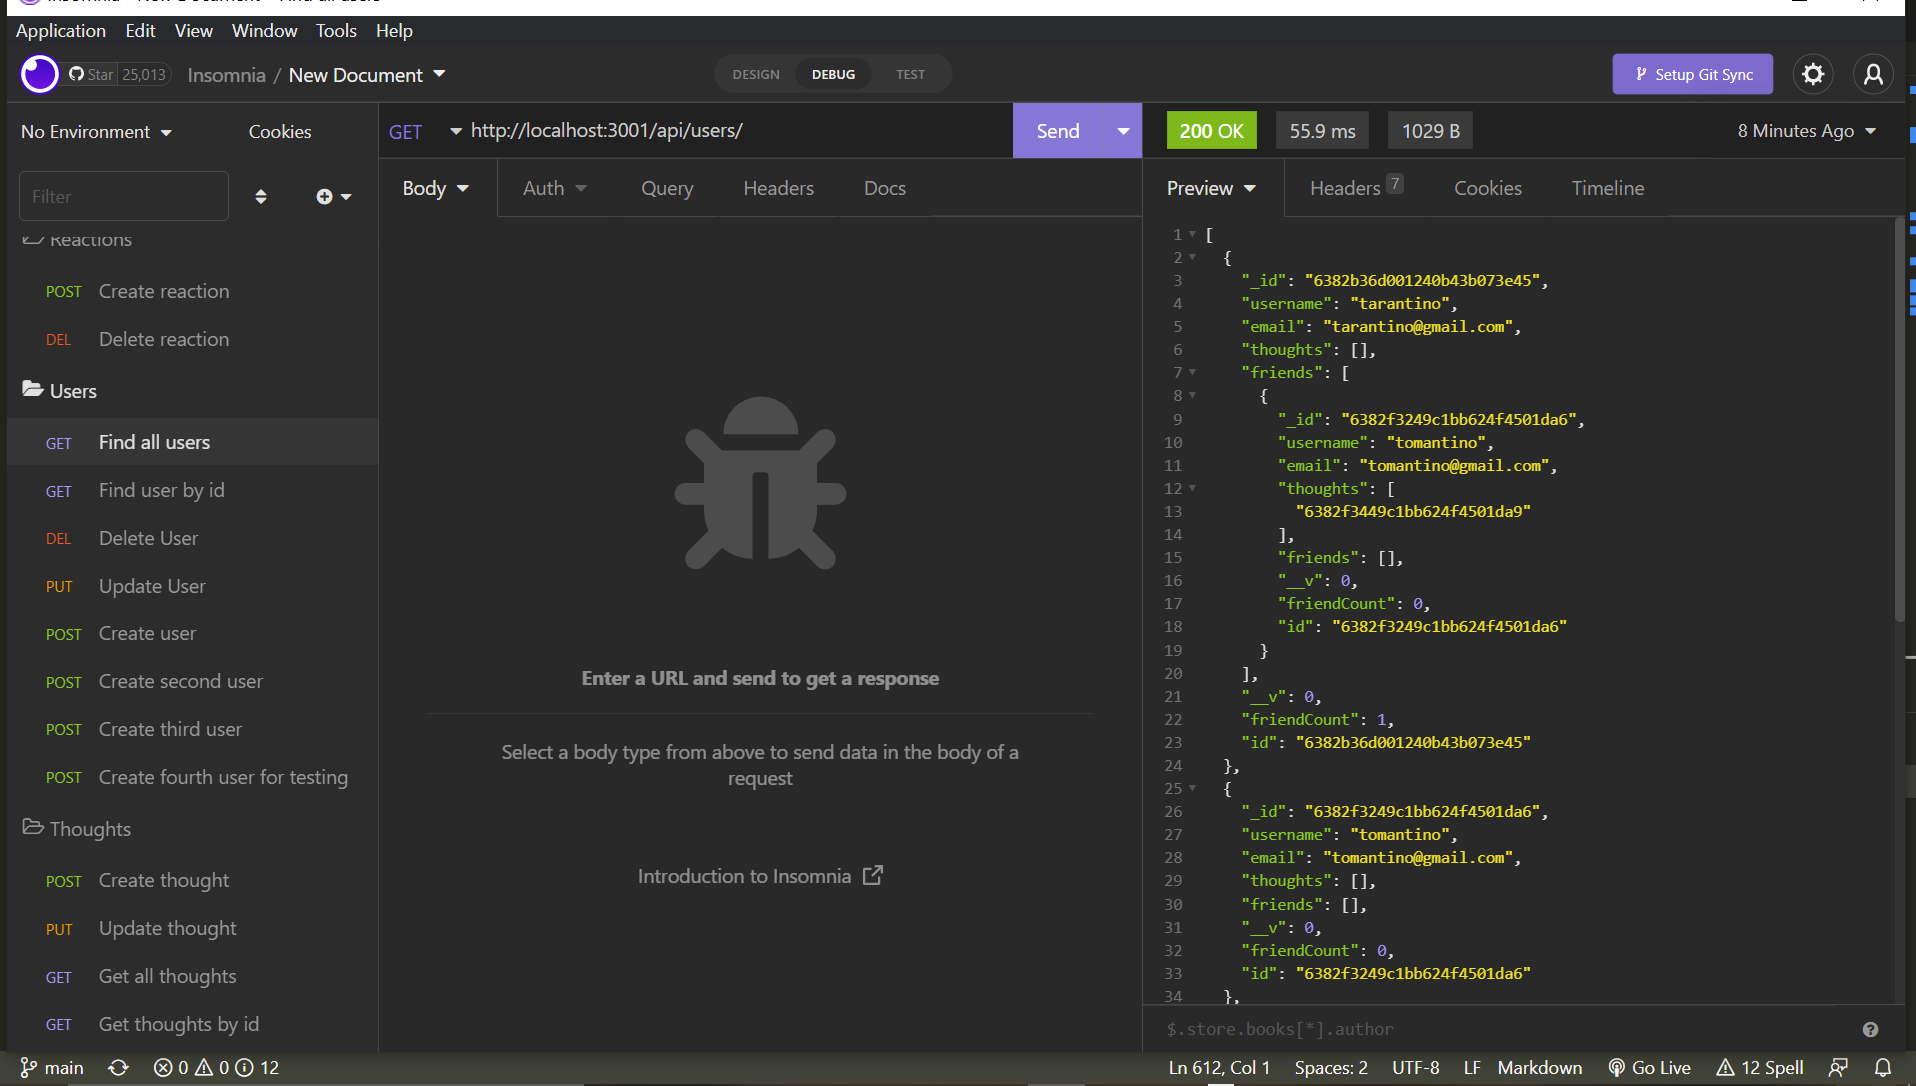 Insomnia - New Document - Find all users
Application Edit View Window Tools Help
Star 25,013 Insomnia / New Document
DESIGN DEBUG TEST
Setup Git Sync
No Environment Cookies
GET http://localhost:3001/api/users/ Send
200 OK 55.9 ms 1029 B 8 Minutes Ago
Filter
Body Auth Query Headers Docs
Preview Headers 7 Cookies Timeline
Reactions
POST Create reaction
DEL Delete reaction
Users
GET Find all users
GET Find user by id
DEL Delete User
PUT Update User
POST Create user
POST Create second user
POST Create third user
POST Create fourth user for testing
Thoughts
POST Create thought
PUT Update thought
GET Get all thoughts
GET Get thoughts by id
Enter a URL and send to get a response
Select a body type from above to send data in the body of a
request
Introduction to Insomnia
1 [
2 {
3 "_id": "6382b36d001240b43b073e45",
4 "username": "tarantino",
5 "email": "tarantino@gmail.com",
6 "thoughts": [],
7 "friends": [
8 {
9 "_id": "6382f3249c1bb624f4501da6",
10 "username": "tomantino",
11 "email": "tomantino@gmail.com",
12 "thoughts": [
13 "6382f3449c1bb624f4501da9"
14 ],
15 "friends": [],
16 "__v": 0,
17 "friendCount": 0,
18 "id": "6382f3249c1bb624f4501da6"
19 }
20 ],
21 "__v": 0,
22 "friendCount": 1,
23 "id": "6382b36d001240b43b073e45"
24 },
25 {
26 "_id": "6382f3249c1bb624f4501da6",
27 "username": "tomantino",
28 "email": "tomantino@gmail.com",
29 "thoughts": [],
30 "friends": [],
31 "__v": 0,
32 "friendCount": 0,
33 "id": "6382f3249c1bb624f4501da6"
34 },
$.store.books[*].author
main 0 0 12
Ln 612, Col 1 Spaces: 2 UTF-8 LF Markdown Go Live 12 Spell